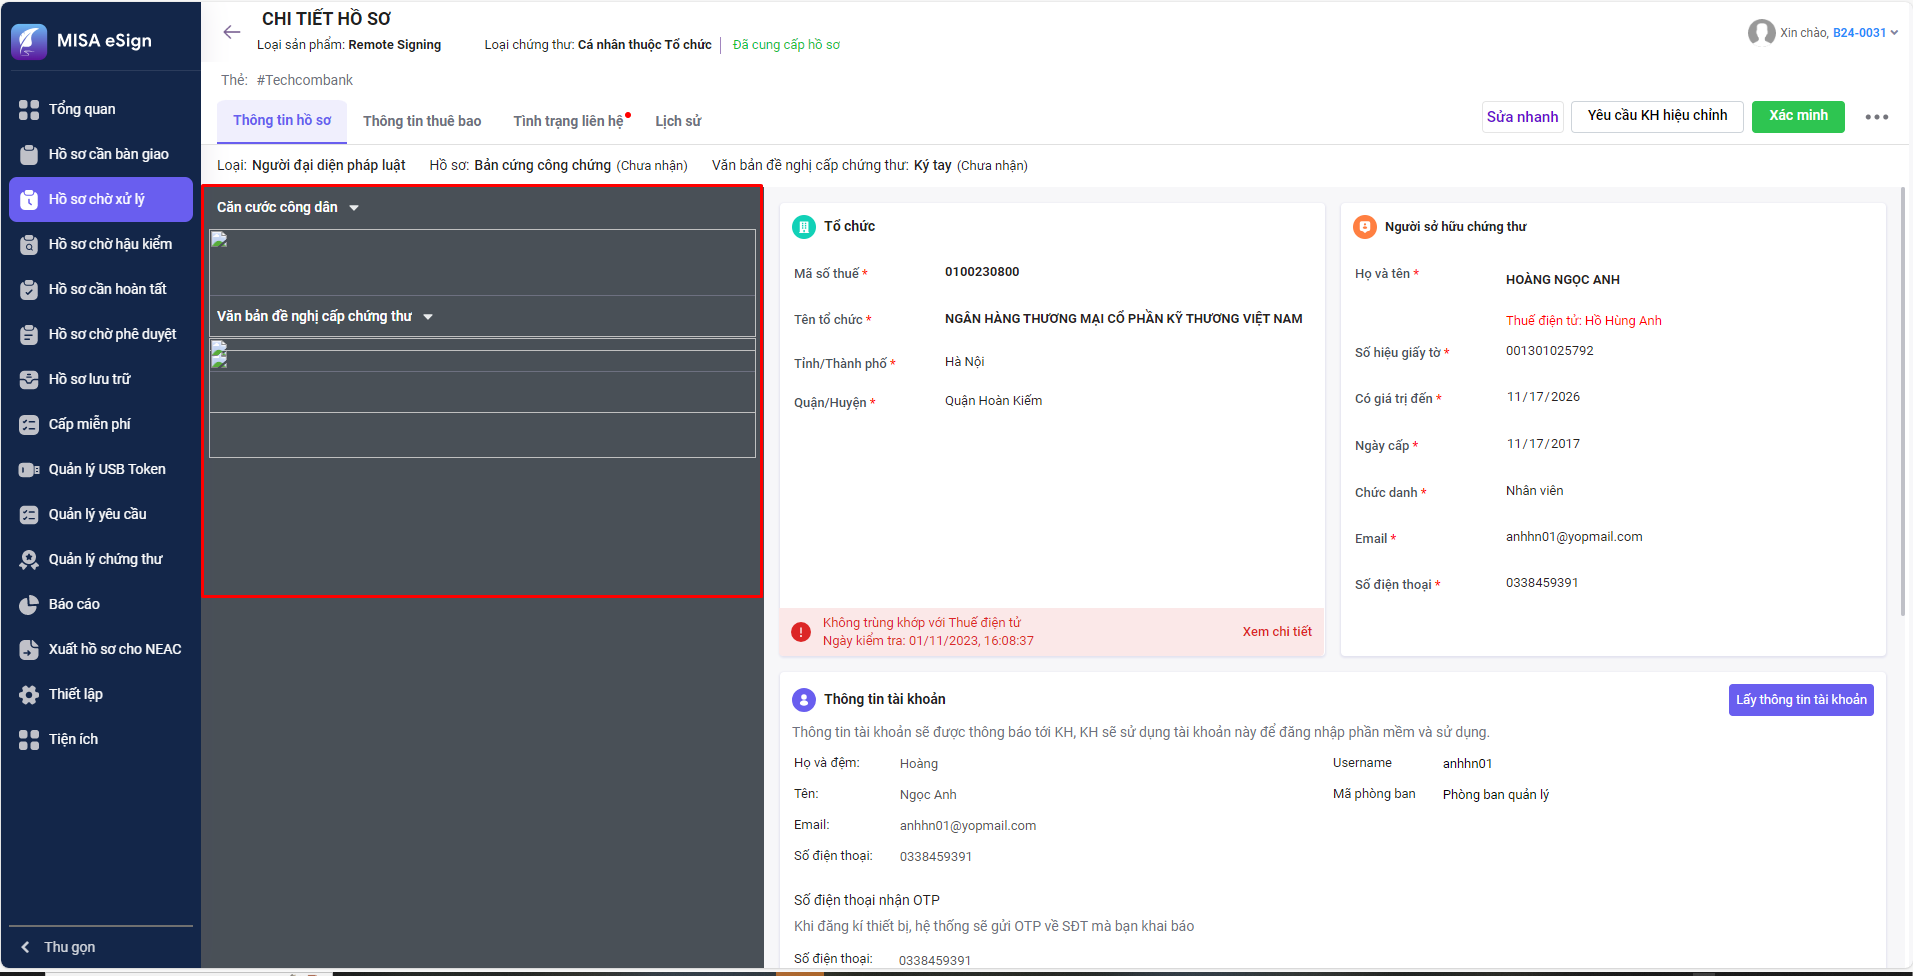 MISA eSign
Tổng quan
Hồ sơ cần bàn giao
Hồ sơ chờ xử lý
Hồ sơ chờ hậu kiểm
Hồ sơ cần hoàn tất
Hồ sơ chờ phê duyệt
Hồ sơ lưu trữ
Cấp miễn phí
Quản lý USB Token
Quản lý yêu cầu
Quản lý chứng thư
Báo cáo
Xuất hồ sơ cho NEAC
Thiết lập
Tiện ích
Thu gọn
CHI TIẾT HỒ SƠ
Loại sản phẩm: Remote Signing Loại chứng thư: Cá nhân thuộc Tổ chức Đã cung cấp hồ sơ
Xin chào, B24-0031
Thẻ: #Techcombank
Thông tin hồ sơ Thông tin thuê bao Tình trạng liên hệ Lịch sử
Sửa nhanh Yêu cầu KH hiệu chỉnh Xác minh
Loại: Người đại diện pháp luật Hồ sơ: Bản cứng công chứng (Chưa nhận) Văn bản đề nghị cấp chứng thư: Ký tay (Chưa nhận)
Căn cước công dân
Văn bản đề nghị cấp chứng thư
Tổ chức
Mã số thuế * 0100230800
Tên tổ chức * NGÂN HÀNG THƯƠNG MẠI CỔ PHẦN KỸ THƯƠNG VIỆT NAM
Tỉnh/Thành phố * Hà Nội
Quận/Huyện * Quận Hoàn Kiếm
Không trùng khớp với Thuế điện tử
Ngày kiểm tra: 01/11/2023, 16:08:37
Xem chi tiết
Người sở hữu chứng thư
Họ và tên * HOÀNG NGỌC ANH
Thuế điện tử: Hồ Hùng Anh
Số hiệu giấy tờ * 001301025792
Có giá trị đến * 11/17/2026
Ngày cấp * 11/17/2017
Chức danh * Nhân viên
Email * anhhn01@yopmail.com
Số điện thoại * 0338459391
Thông tin tài khoản
Lấy thông tin tài khoản
Thông tin tài khoản sẽ được thông báo tới KH, KH sẽ sử dụng tài khoản này để đăng nhập phần mềm và sử dụng.
Họ và đệm: Hoàng Username anhhn01
Tên: Ngọc Anh Mã phòng ban Phòng ban quản lý
Email: anhhn01@yopmail.com
Số điện thoại: 0338459391
Số điện thoại nhận OTP
Khi đăng kí thiết bị, hệ thống sẽ gửi OTP về SĐT mà bạn khai báo
Số điện thoại: 0338459391